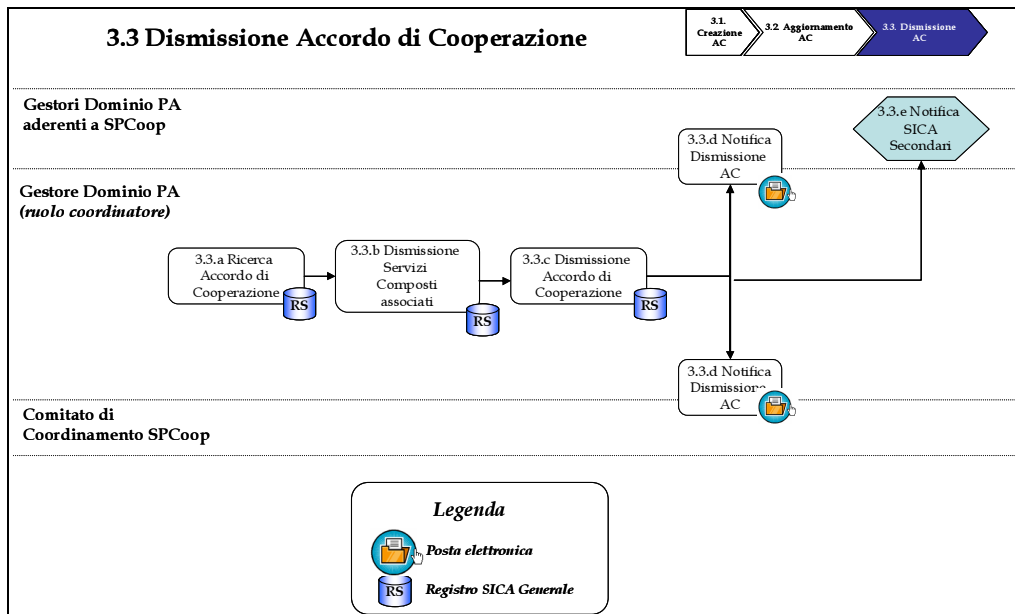 3.3 Dismissione Accordo di Cooperazione
3.1.
Creazione
AC
3.2. Aggiornamento
AC
3.3. Dismissione
AC
Gestori Dominio PA
aderenti a SPCoop
3.3.d Notifica
Dismissione
AC
3.3.e Notifica
SICA
Secondari
Gestore Dominio PA
(ruolo coordinatore)
3.3.a Ricerca
Accordo di
Cooperazione
RS
3.3.b Dismissione
Servizi
Composti
associati
RS
3.3.c Dismissione
Accordo di
Cooperazione
RS
3.3.d Notifica
Dismissione
AC
Comitato di
Coordinamento SPCoop
Legenda
Posta elettronica
RS
Registro SICA Generale